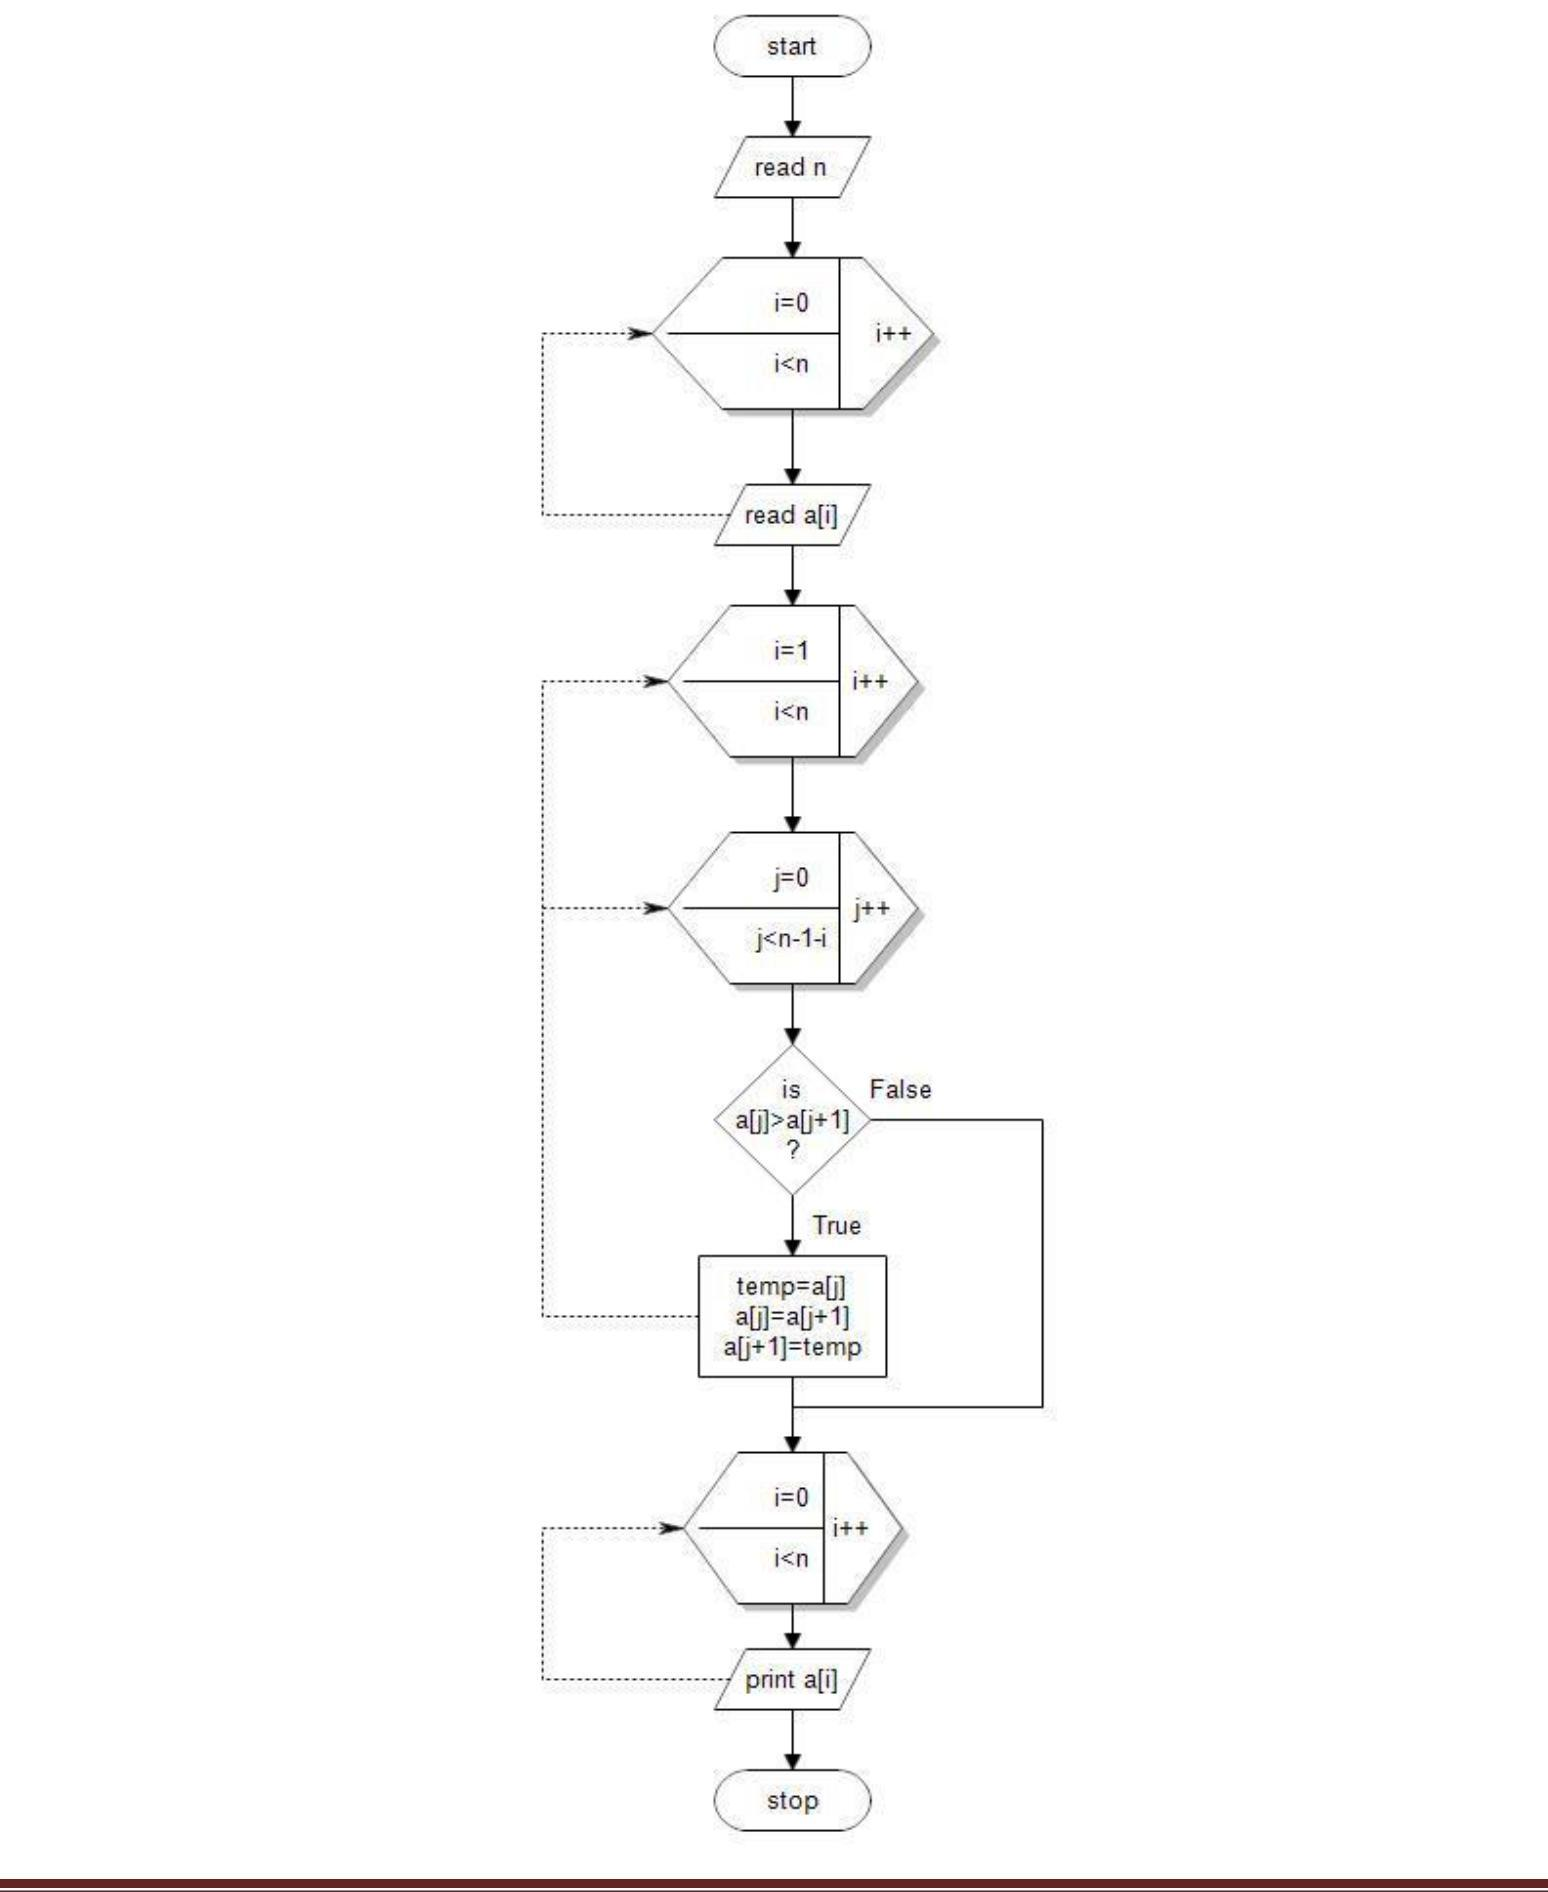 start
read n
i=0
i++
i<n
read a[i]
i=1
i++
i<n
j=0
j++
j<n-1-i
is
False
a[j]>a[j+1]
?
True
temp=a[j]
a[j]=a[j+1]
a[j+1]=temp
i=0
i++
i<n
print a[i]
stop